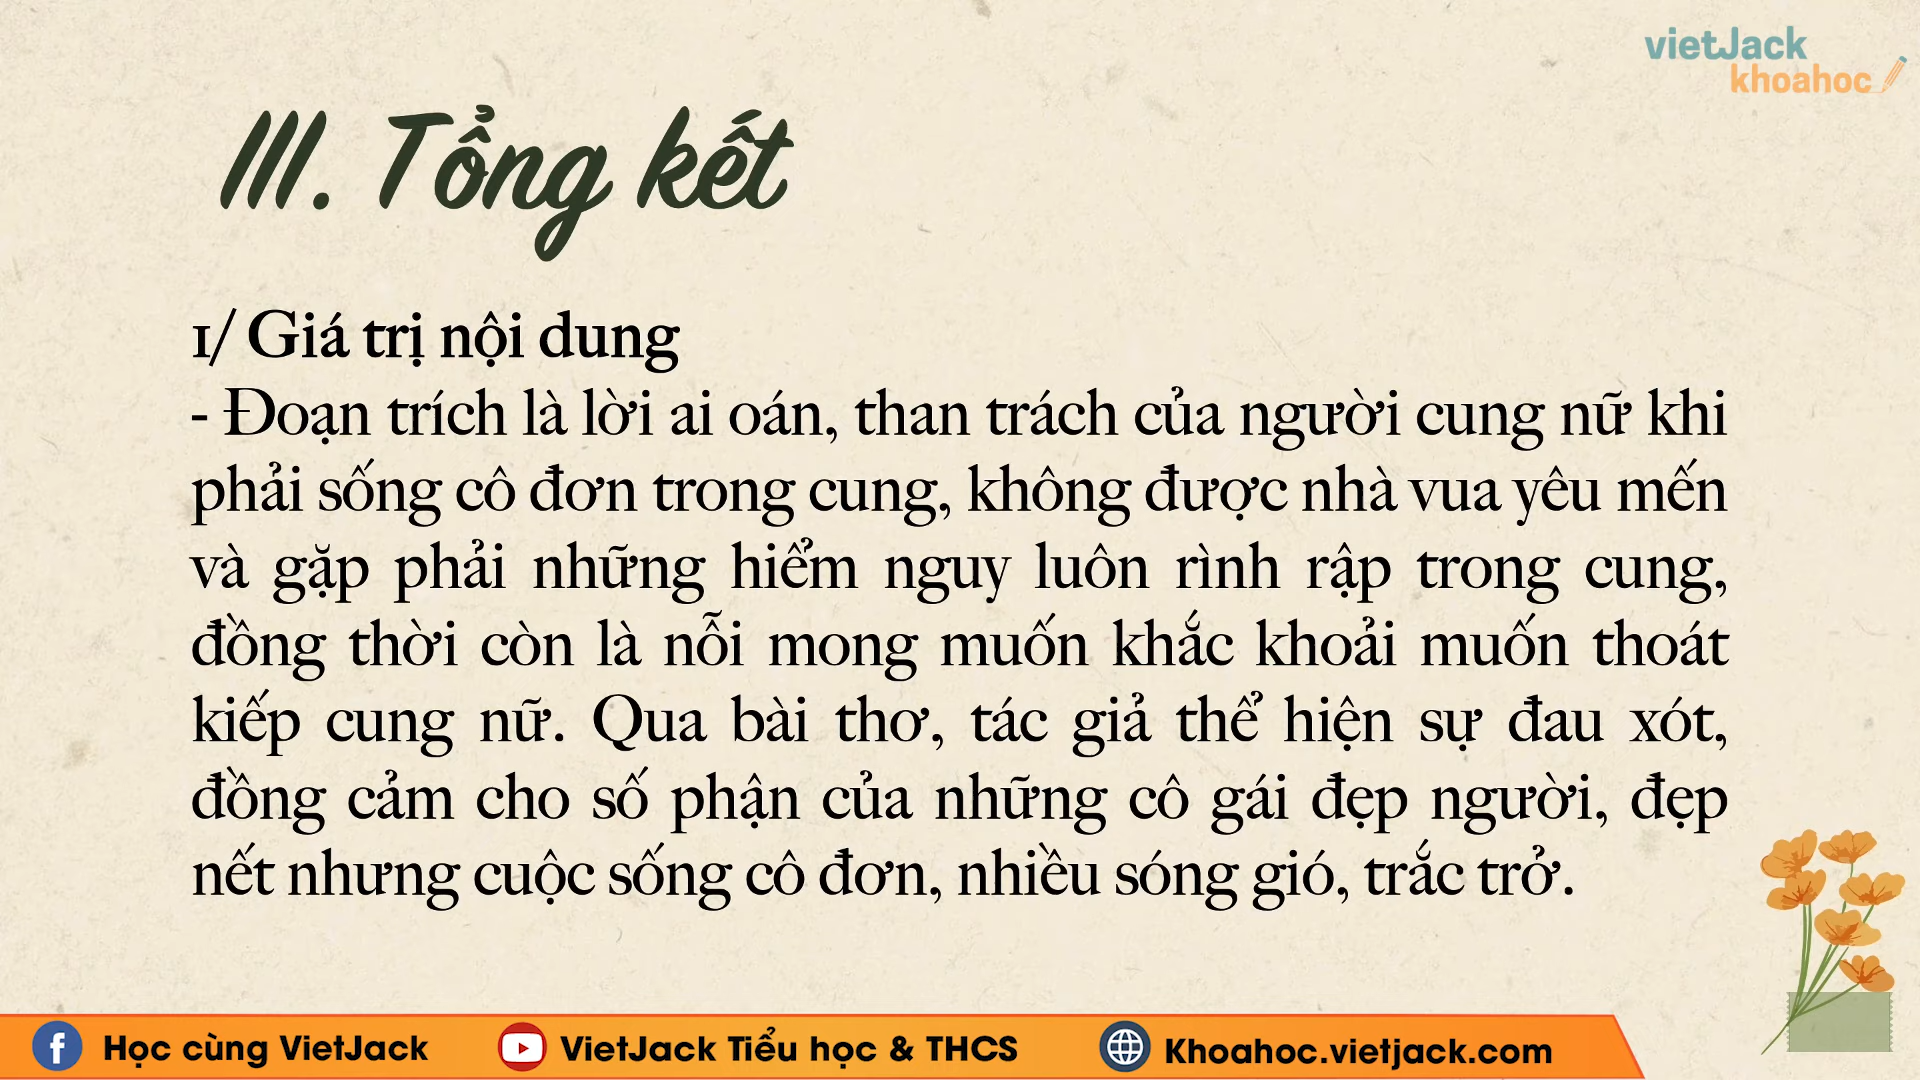 vietJack
khoahoc
III. Tổng kết
1/ Giá trị nội dung
- Đoạn trích là lời ai oán, than trách của người cung nữ khi
phải sống cô đơn trong cung, không được nhà vua yêu mến
và gặp phải những hiểm nguy luôn rình rập trong cung,
đồng thời còn là nỗi mong muốn khắc khoải muốn thoát
kiếp cung nữ. Qua bài thơ, tác giả thể hiện sự đau xót,
đồng cảm cho số phận của những cô gái đẹp người, đẹp
nết nhưng cuộc sống cô đơn, nhiều sóng gió, trắc trở.
Học cùng VietJack
VietJack Tiểu học & THCS
Khoahoc.vietjack.com